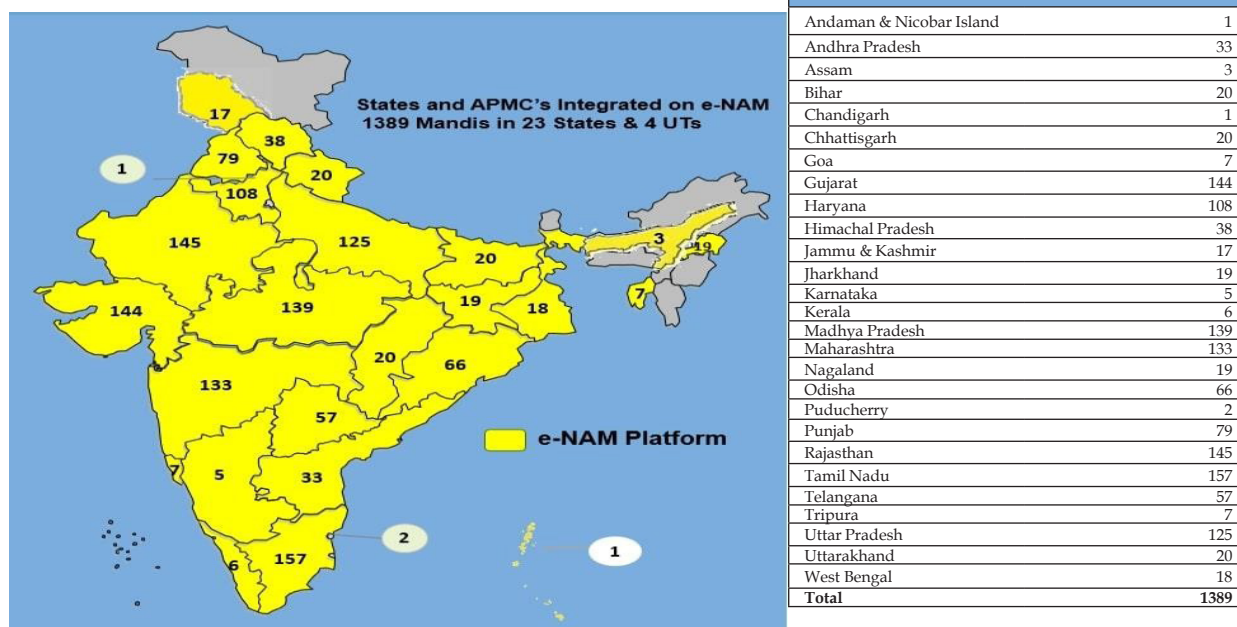 States and APMC's Integrated on e-NAM
1389 Mandis in 23 States & 4 UTs
17
38
79
1
20
108
145
125
3
19
20
7
144
139
19
18
20
66
133
57
e-NAM Platform
7
5
33
2
1
6
157
Andaman & Nicobar Island 1
Andhra Pradesh 33
Assam 3
Bihar 20
Chandigarh 1
Chhattisgarh 20
Goa 7
Gujarat 144
Haryana 108
Himachal Pradesh 38
Jammu & Kashmir 17
Jharkhand 19
Karnataka 5
Kerala 6
Madhya Pradesh 139
Maharashtra 133
Nagaland 19
Odisha 66
Puducherry 2
Punjab 79
Rajasthan 145
Tamil Nadu 157
Telangana 57
Tripura 7
Uttar Pradesh 125
Uttarakhand 20
West Bengal 18
Total 1389